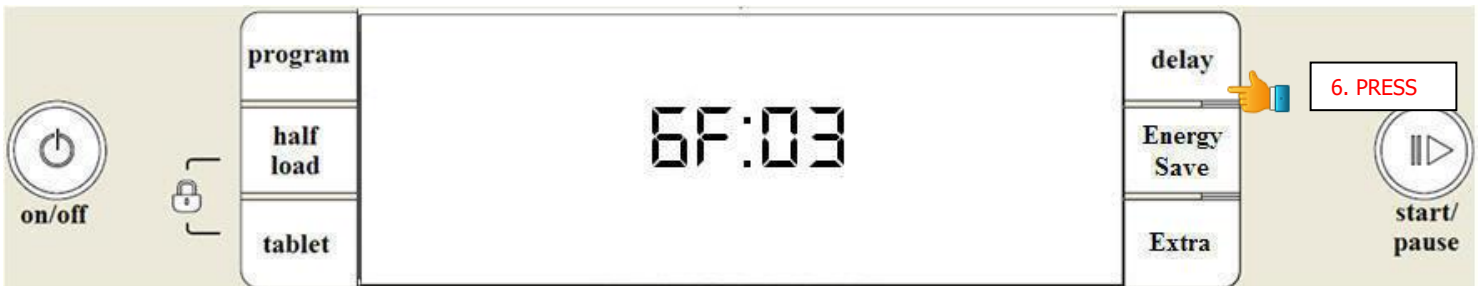 on/off
program
half
load
tablet
6F:03
delay
Energy
Save
Extra
6. PRESS
start/
pause